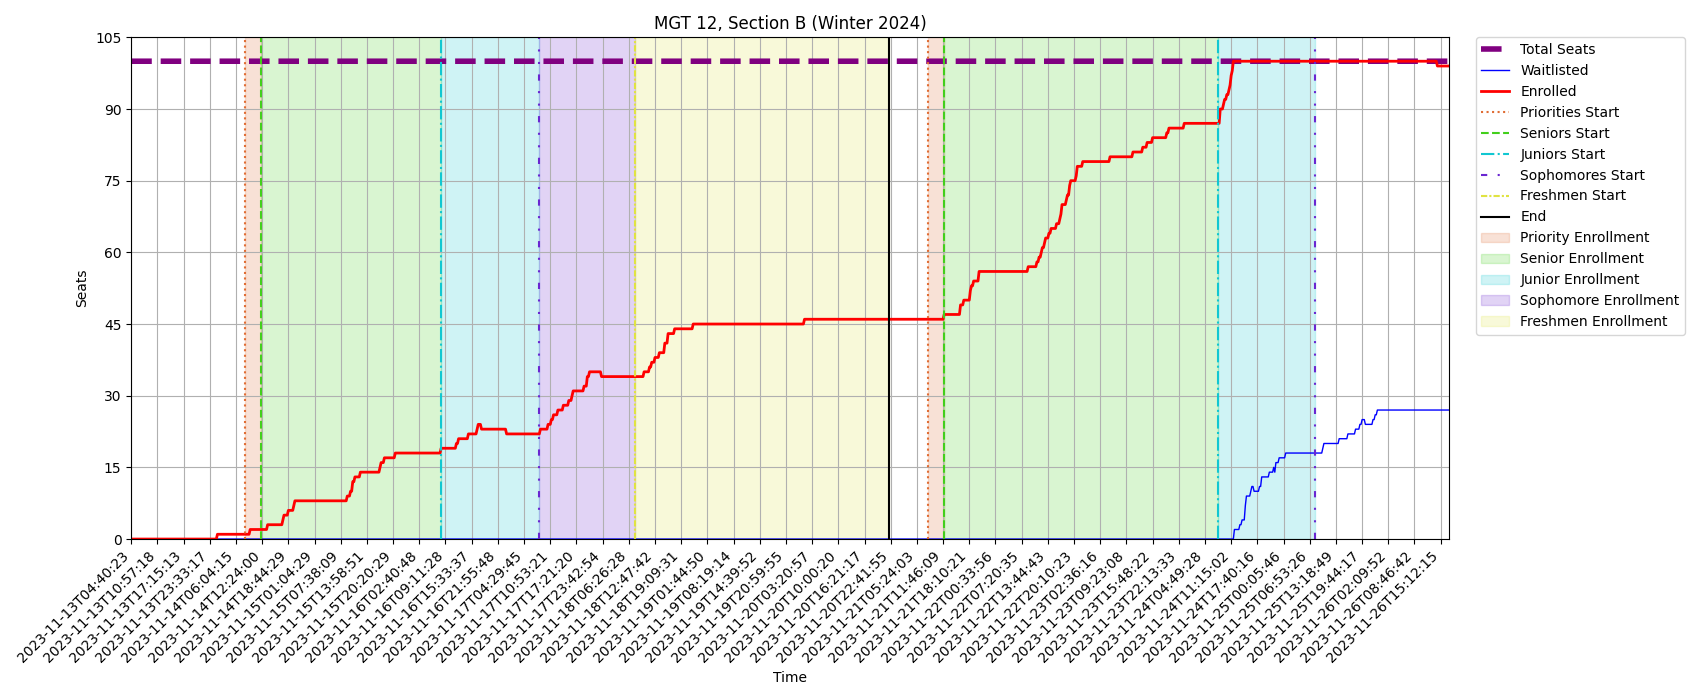 MGT 12, Section B (Winter 2024)
105
90
75
60
45
30
15
0
Seats
2023-11-13T04:40:23
2023-11-13T10:57:18
2023-11-13T17:15:13
2023-11-13T23:33:17
2023-11-14T06:04:15
2023-11-14T12:24:00
2023-11-14T18:44:29
2023-11-15T01:04:29
2023-11-15T07:38:09
2023-11-15T13:58:51
2023-11-15T20:20:29
2023-11-16T02:40:48
2023-11-16T09:11:28
2023-11-16T15:33:37
2023-11-16T21:55:48
2023-11-17T04:29:45
2023-11-17T10:53:21
2023-11-17T17:21:20
2023-11-17T23:42:54
2023-11-18T06:26:28
2023-11-18T12:47:42
2023-11-18T19:09:31
2023-11-19T01:44:50
2023-11-19T08:19:14
2023-11-19T14:39:52
2023-11-19T20:59:55
2023-11-20T03:20:57
2023-11-20T10:00:20
2023-11-20T16:21:17
2023-11-20T22:41:55
2023-11-21T05:24:03
2023-11-21T11:46:09
2023-11-21T18:10:21
2023-11-22T00:33:56
2023-11-22T07:20:35
2023-11-22T13:44:43
2023-11-22T20:10:23
2023-11-23T02:36:16
2023-11-23T09:23:08
2023-11-23T15:48:22
2023-11-23T22:13:33
2023-11-24T04:49:28
2023-11-24T11:15:02
2023-11-24T17:40:16
2023-11-25T00:05:46
2023-11-25T06:53:26
2023-11-25T13:18:49
2023-11-25T19:44:17
2023-11-26T02:09:52
2023-11-26T08:46:42
2023-11-26T15:12:15
Time
Total Seats
Waitlisted
Enrolled
Priorities Start
Seniors Start
Juniors Start
Sophomores Start
Freshmen Start
End
Priority Enrollment
Senior Enrollment
Junior Enrollment
Sophomore Enrollment
Freshmen Enrollment